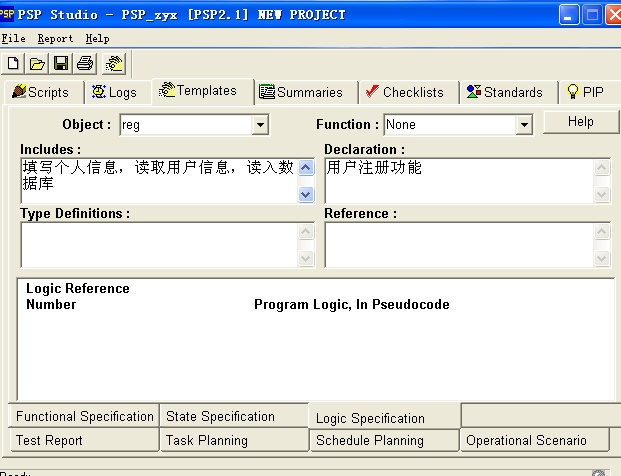 PSP PSP Studio - PSP_zyx [PSP2.1] NEW PROJECT
File Report Help
Scripts Logs Templates Summaries Checklists Standards PIP
Object : reg Function : None Help
Includes : Declaration :
填写个人信息，读取用户信息，读入数 用户注册功能
据库
Type Definitions : Reference :
Logic Reference
Number Program Logic, In Pseudocode
Functional Specification State Specification Logic Specification
Test Report Task Planning Schedule Planning Operational Scenario